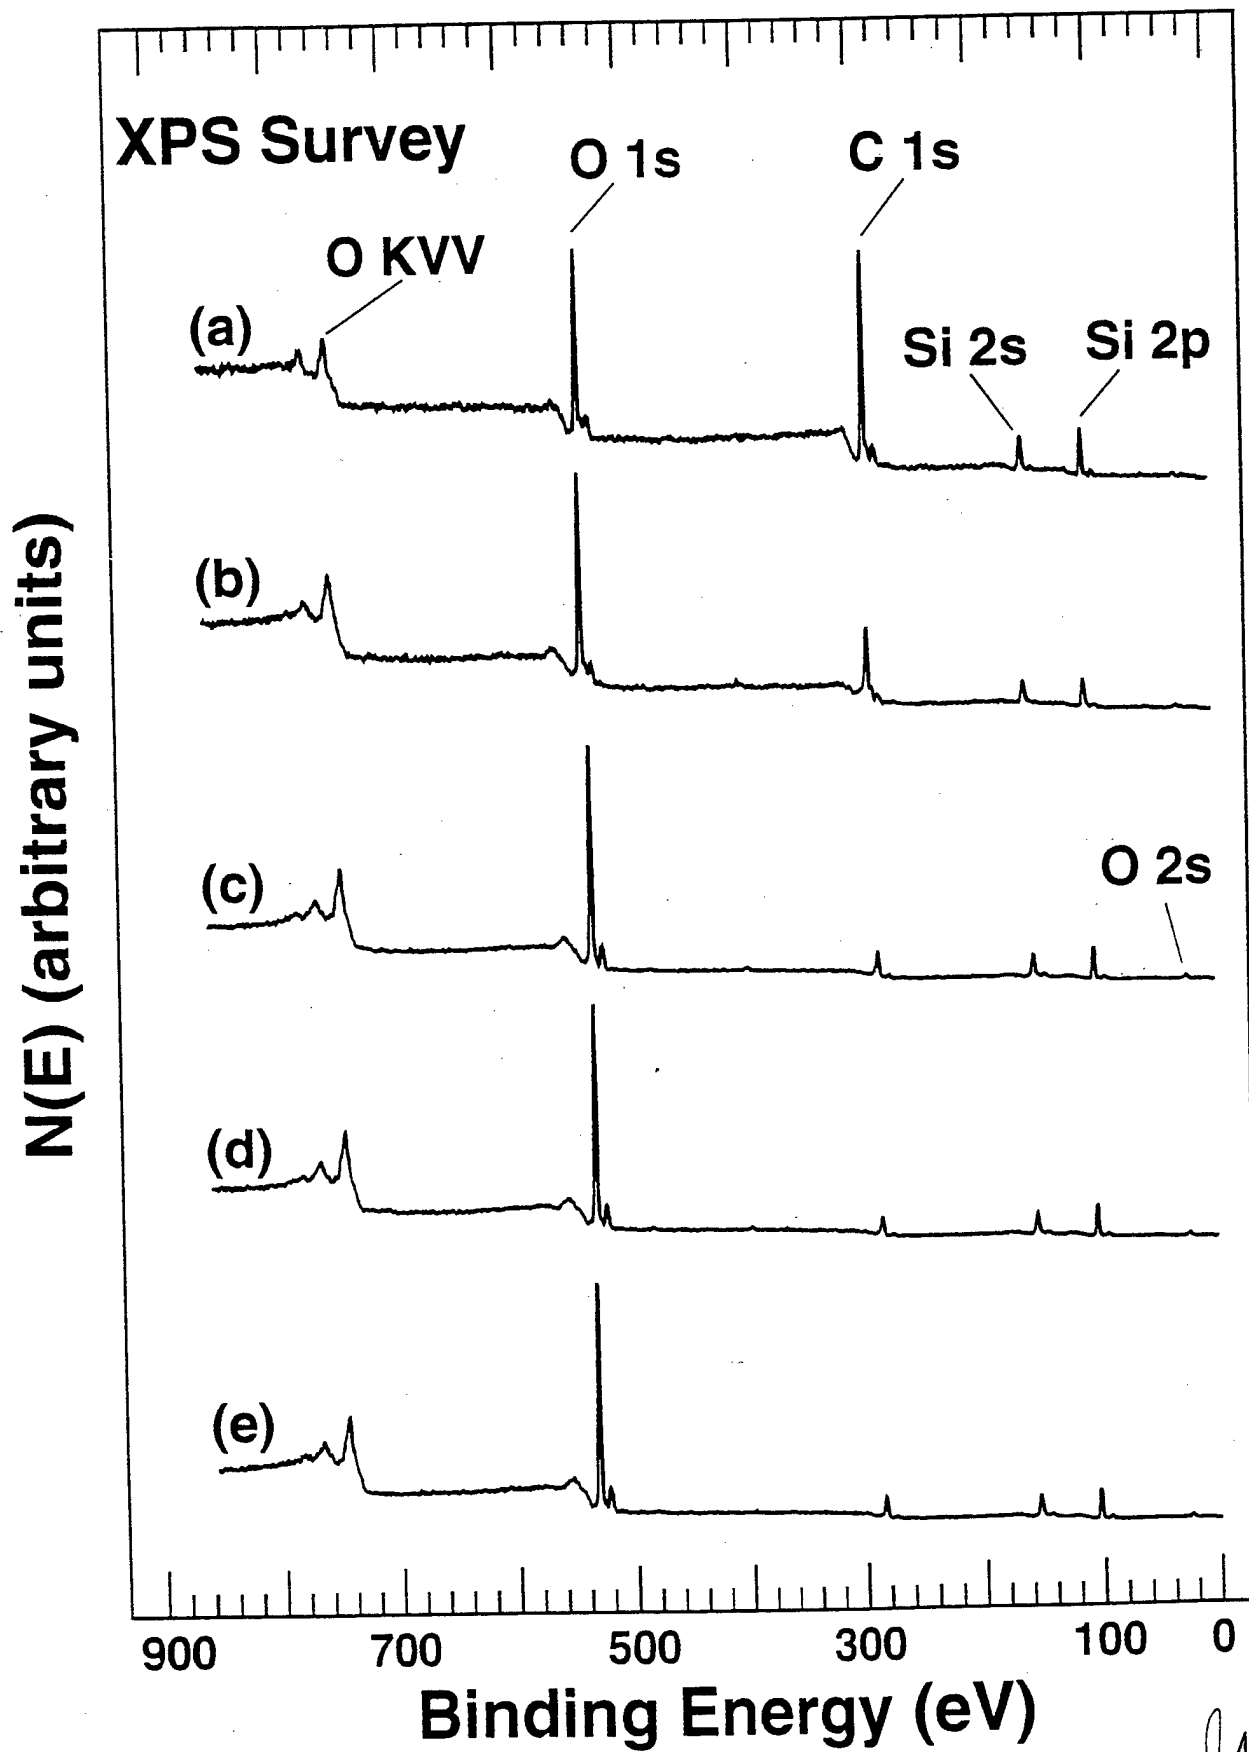 XPS Survey
O 1s
C 1s
O KVV
(a)
Si 2s
Si 2p
(b)
(c)
O 2s
(d)
(e)
N(E) (arbitrary units)
900 700 500 300 100 0
Binding Energy (eV)